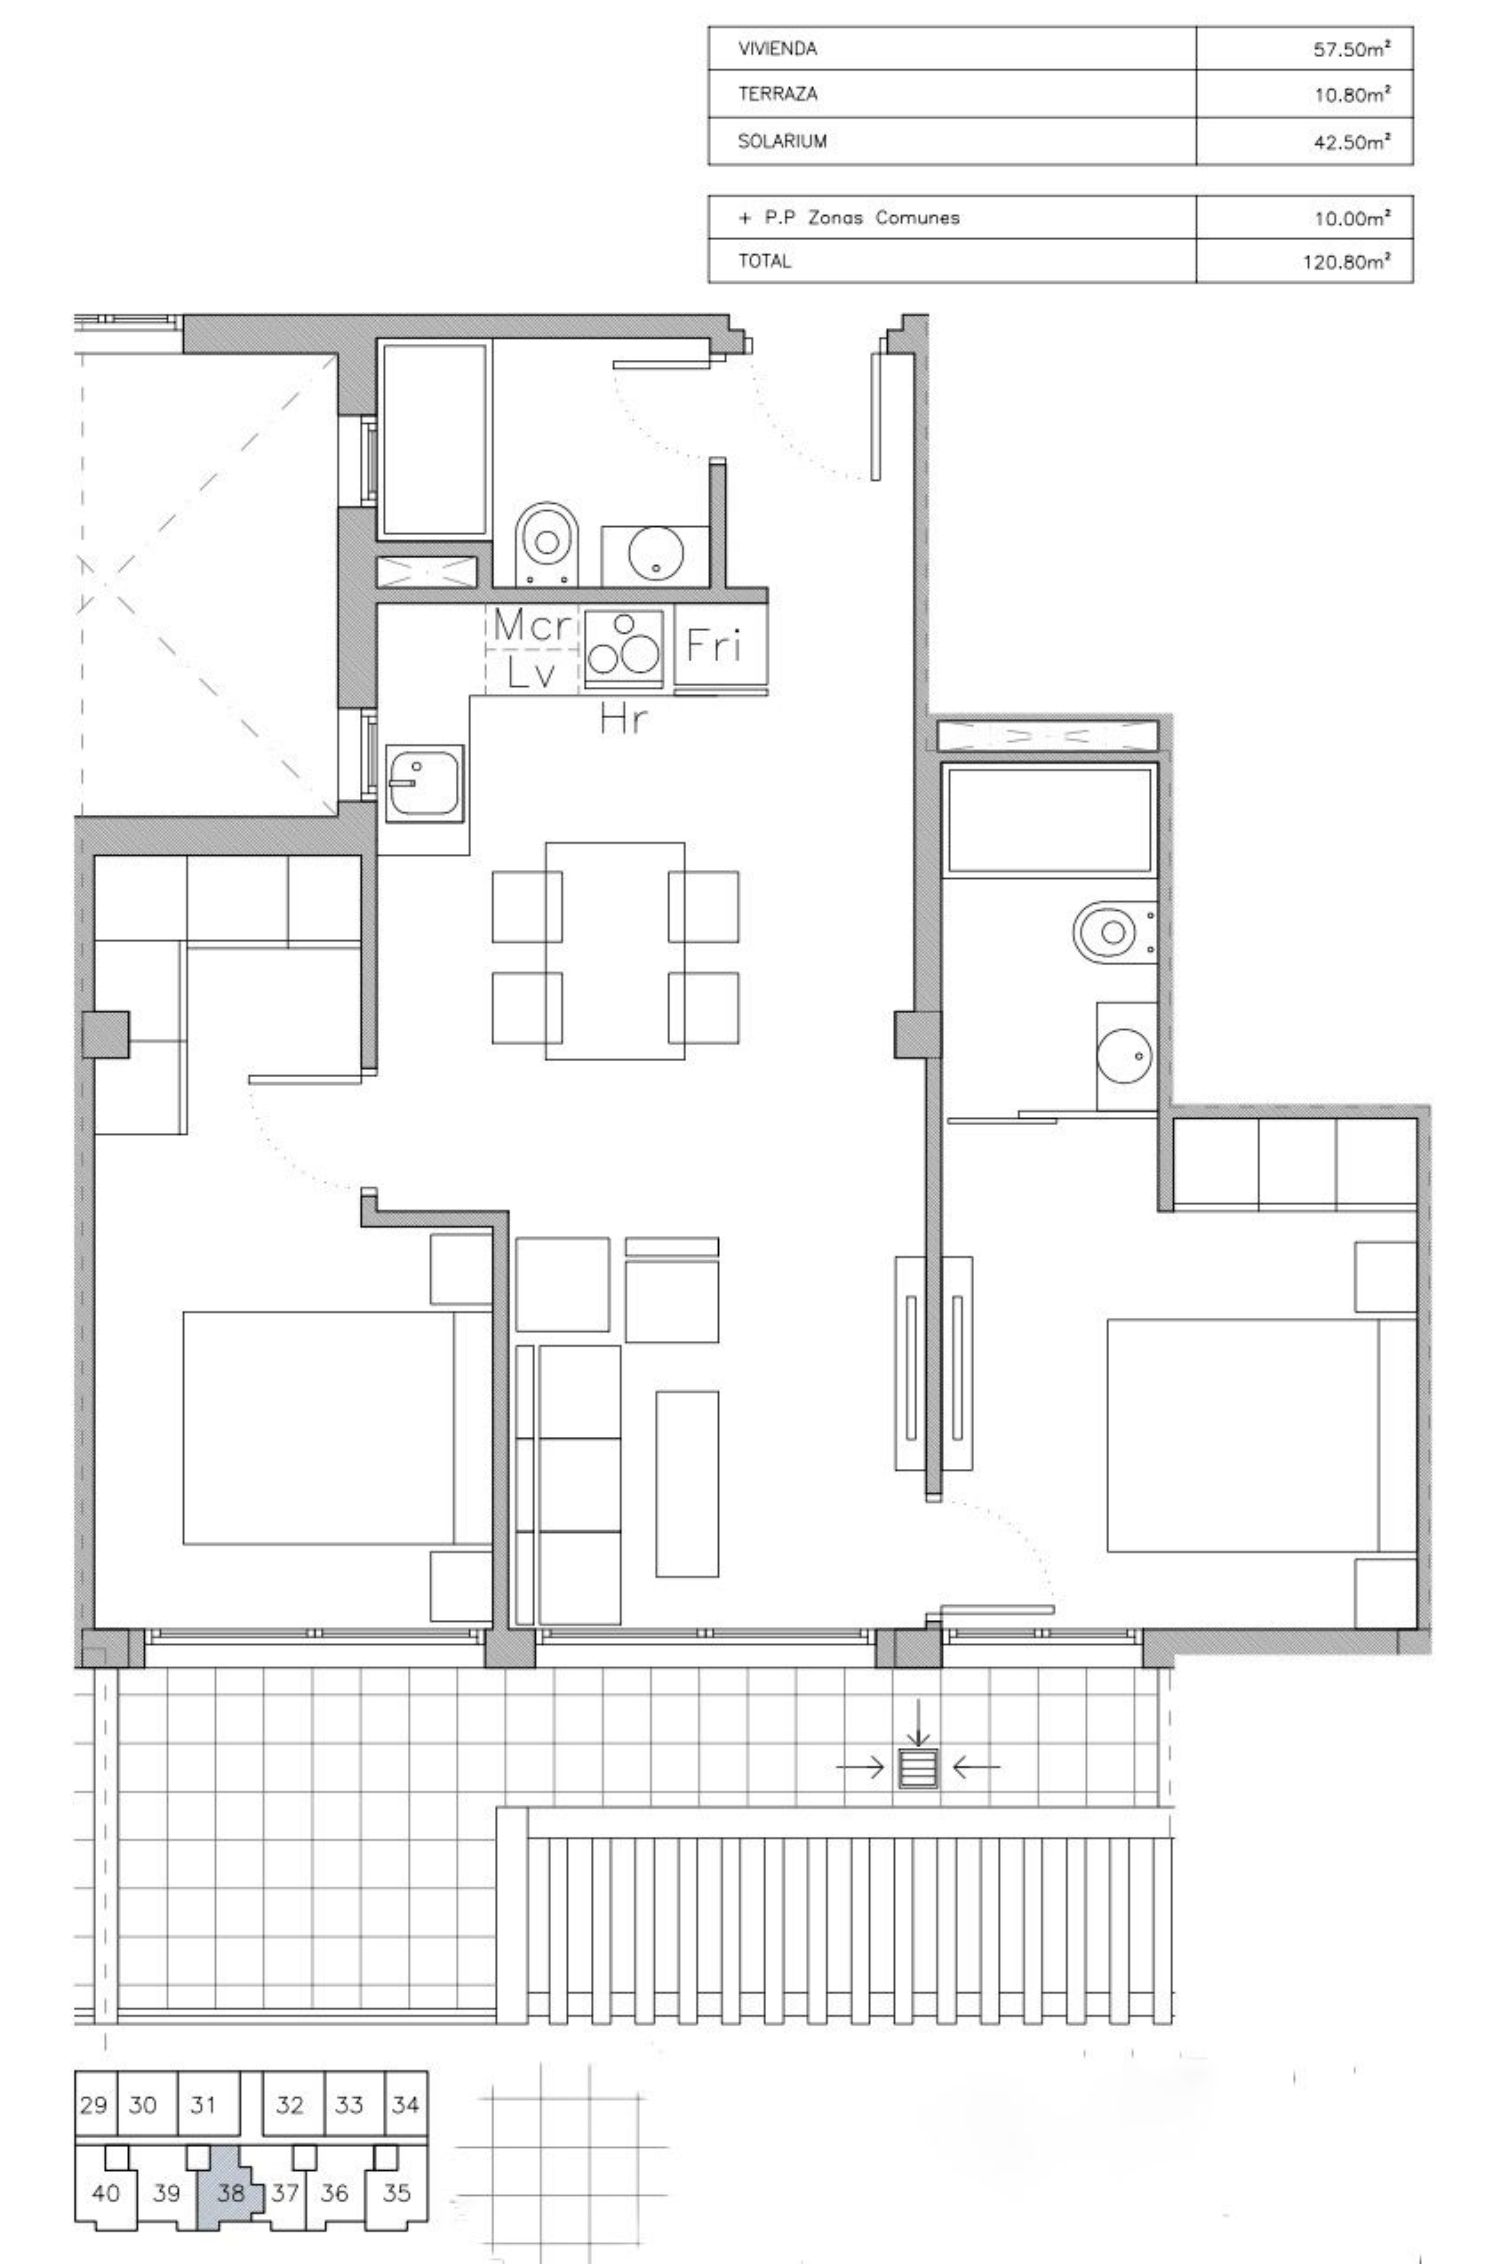 VIVIENDA 57.50m²
TERRAZA 10.80m²
SOLARIUM 42.50m²
+ P.P Zonas Comunes 10.00m²
TOTAL 120.80m²
Mcr
Fri
Lv
Hr
29 30 31 32 33 34
40 39 38 37 36 35